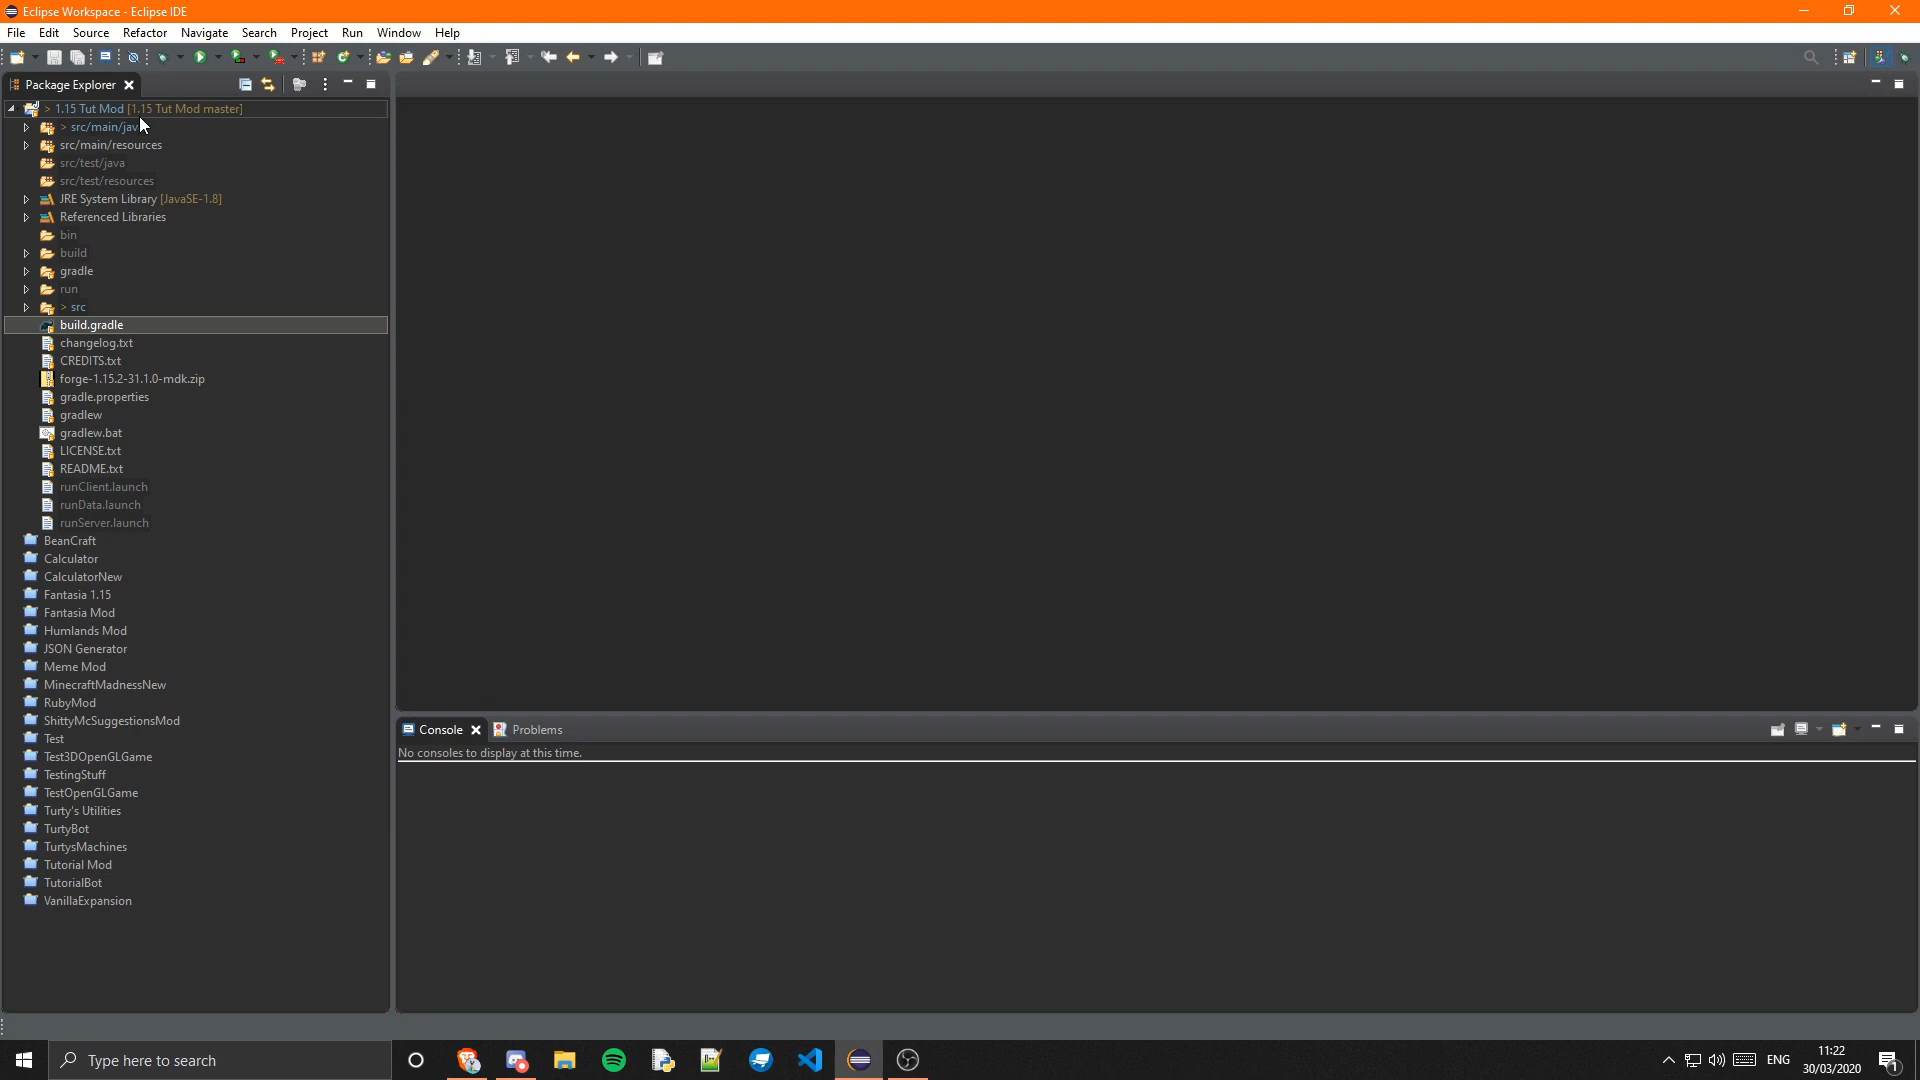 Eclipse Workspace - Eclipse IDE
File Edit Source Refactor Navigate Search Project Run Window Help
Package Explorer
> 1.15 Tut Mod [1.15 Tut Mod master]
> src/main/jav
src/main/resources
src/test/java
src/test/resources
JRE System Library [JavaSE-1.8]
Referenced Libraries
bin
build
gradle
run
> src
build.gradle
changelog.txt
CREDITS.txt
forge-1.15.2-31.1.0-mdk.zip
gradle.properties
gradlew
gradlew.bat
LICENSE.txt
README.txt
runClient.launch
runData.launch
runServer.launch
BeanCraft
Calculator
CalculatorNew
Fantasia 1.15
Fantasia Mod
Humlands Mod
JSON Generator
Meme Mod
MinecraftMadnessNew
RubyMod
ShittyMcSuggestionsMod
Test
Test3DOpenGLGame
TestingStuff
TestOpenGLGame
Turty's Utilities
TurtyBot
TurtysMachines
Tutorial Mod
TutorialBot
VanillaExpansion
Console Problems
No consoles to display at this time.
Type here to search
ENG
11:22
30/03/2020
1